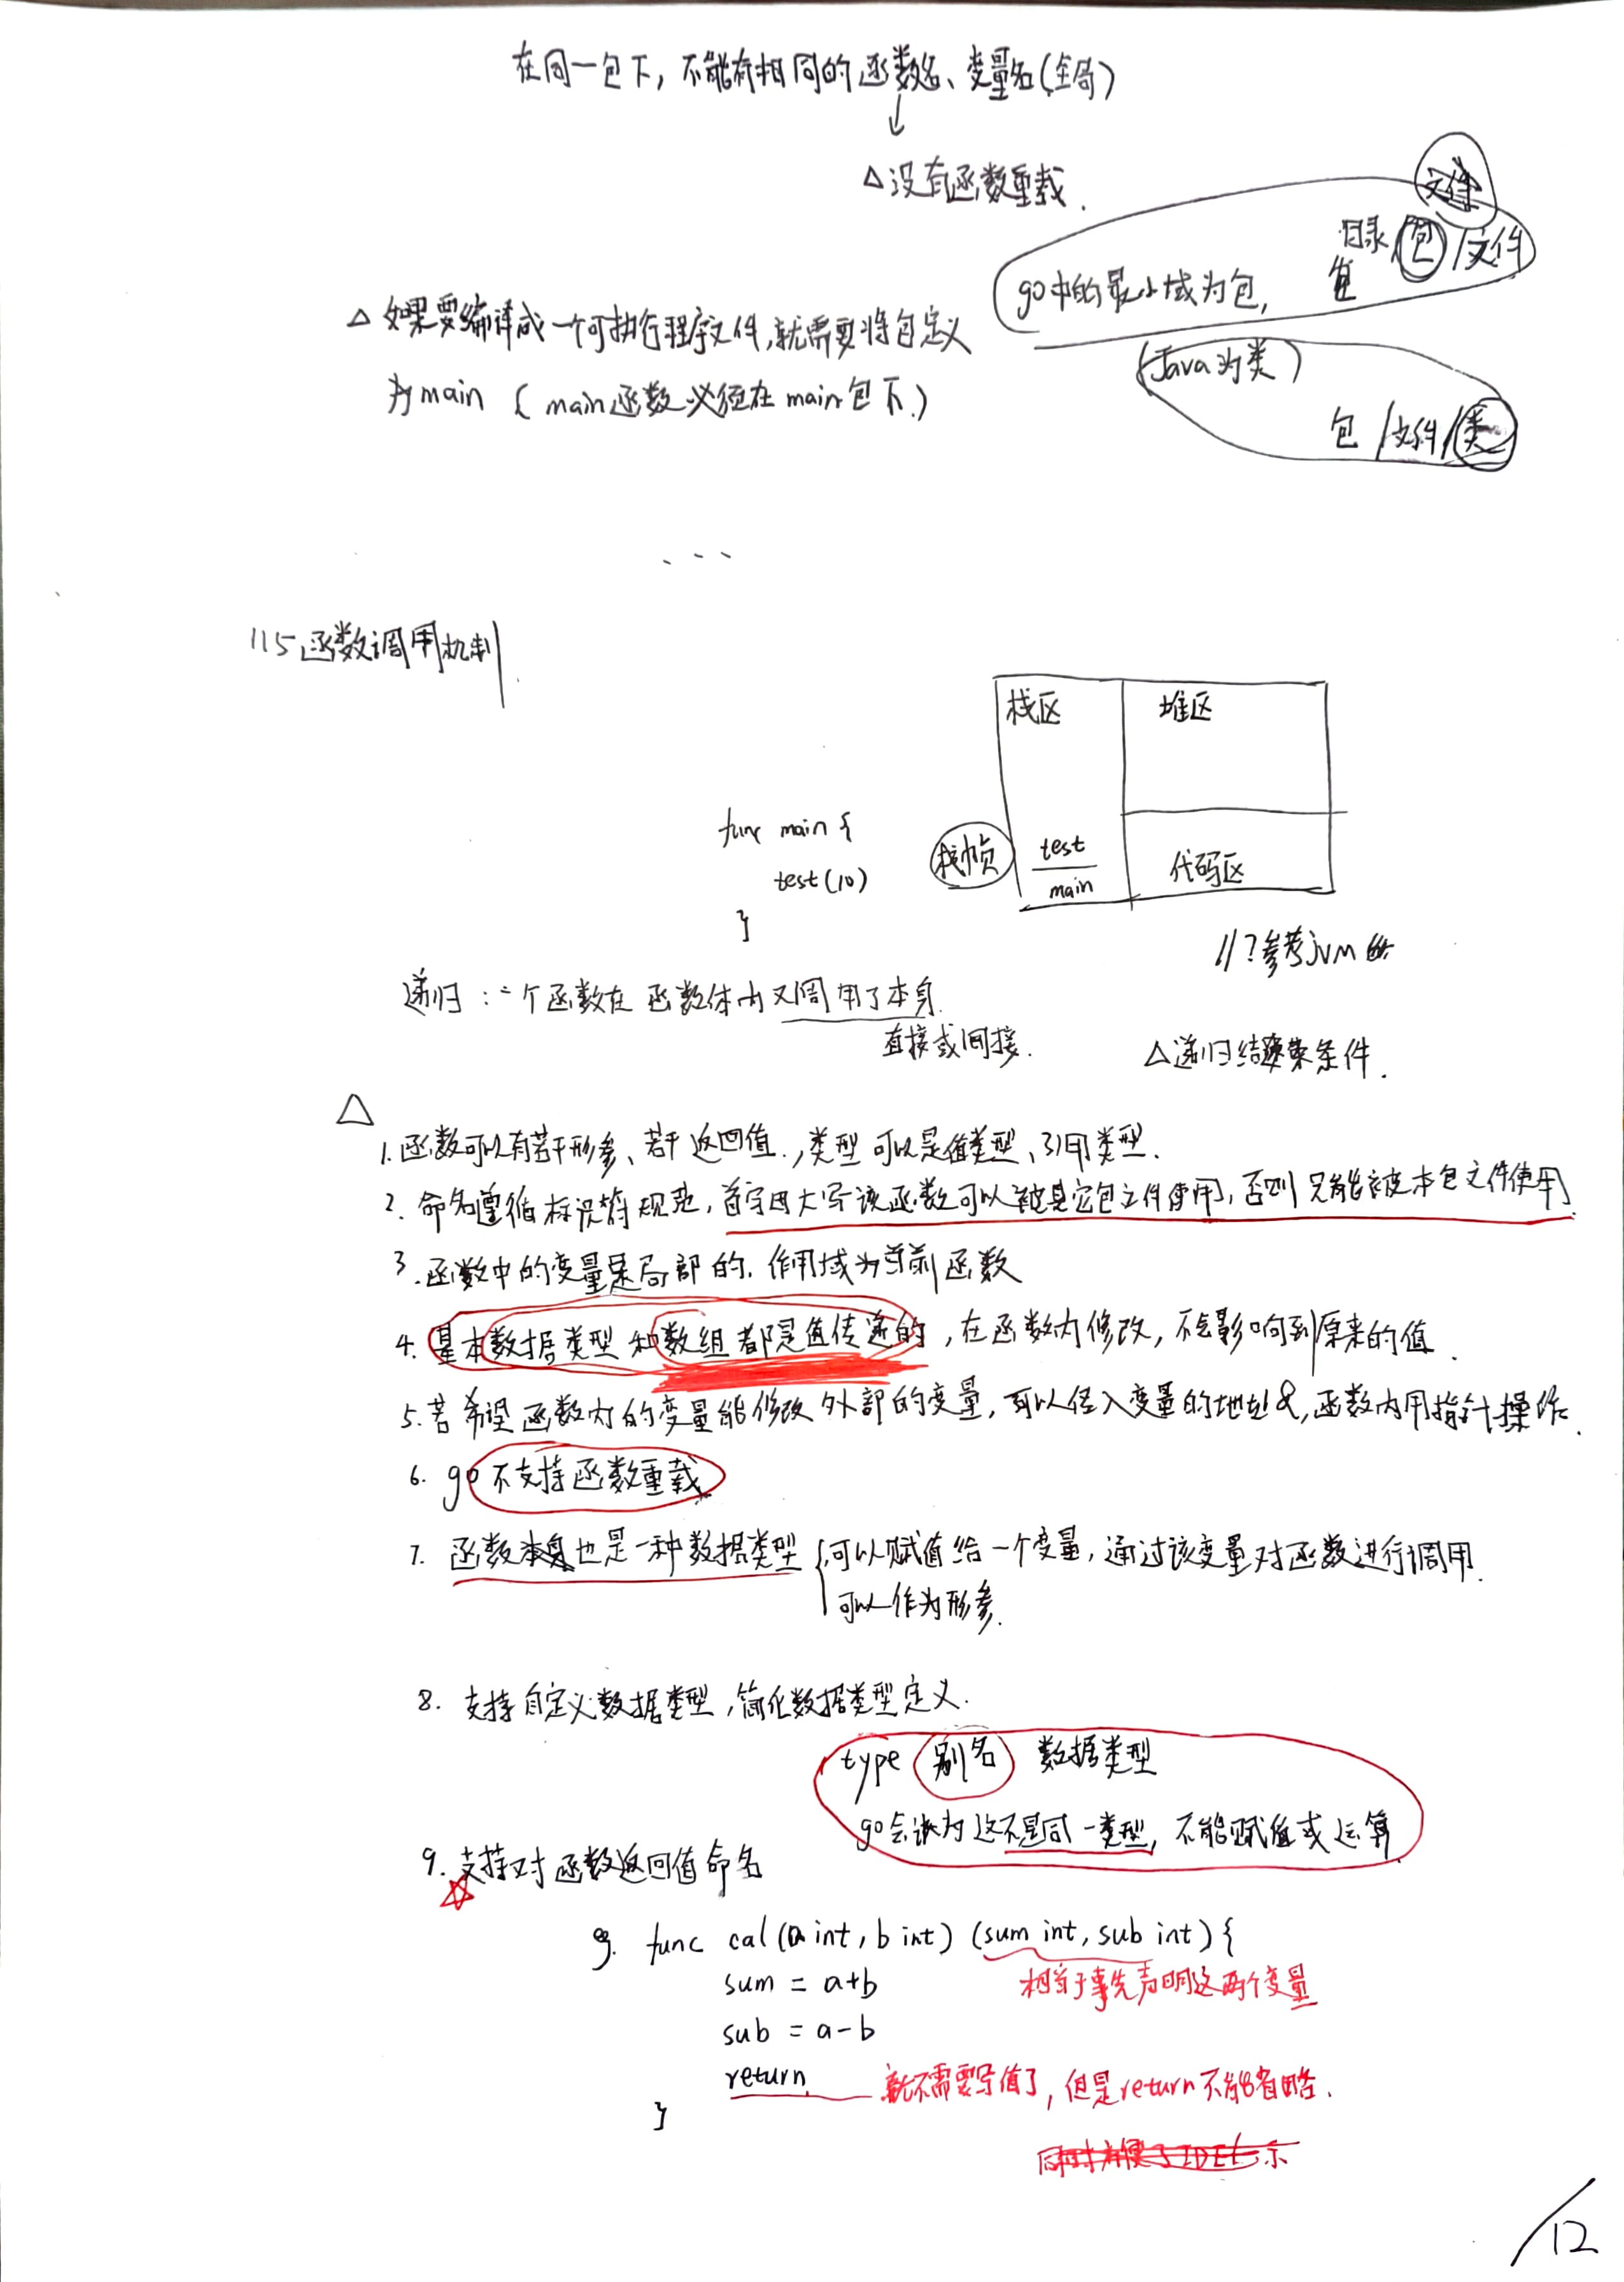 在同一包下，不能有相同的函数名、变量名(全局)
↓
△没有函数重载.
目录/包/文件
go中的最小域为包,
△ 如果要编译成一个可执行程序文件,就需要将包定义
为main (main函数必须在main包下.)
(Java为类)
包/文件/类
...
115函数调用机制
栈区 堆区
func main {
test(10)
}
栈帧
test
main
代码区
//?参考jvm
递归：一个函数在函数体内又调用了本身.
直接或间接.
△递归结束条件.
△
1.函数可以有若干形参、若干返回值.,类型可以是值类型、引用类型.
2.命名遵循标识符规范,首字母大写该函数可以被其它包文件使用,否则只能被本包文件使用.
3.函数中的变量是局部的.作用域为当前函数
4.基本数据类型和数组都是值传递的,在函数内修改,不会影响到原来的值.
5.若希望函数内的变量能修改外部的变量,可以传入变量的地址&,函数内用指针操作.
6. go不支持函数重载
7. 函数本身也是一种数据类型 { 可以赋值给一个变量,通过该变量对函数进行调用.
可以作为形参.
8. 支持自定义数据类型,简化数据类型定义.
type 别名 数据类型
go会认为这不是同一类型,不能赋值或运算
9.支持对函数返回值命名
eg. func cal(a int, b int) (sum int, sub int) {
sum = a+b 相当于事先声明这两个变量
sub = a-b
return 就不需要写值了,但是return不能省略.
}
12